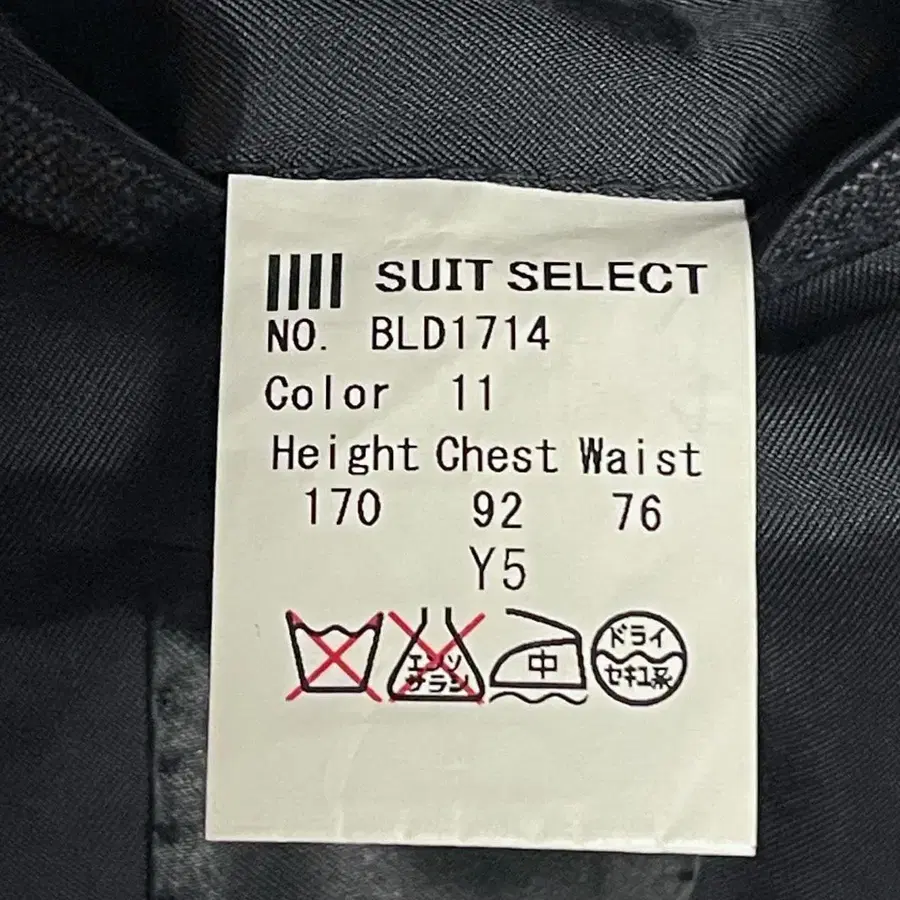 SUIT SELECT
NO. BLD1714
Color 11
Height Chest Waist
170 92 76
Y5
エンソ
サラシ
中
ドライ
セキユ系